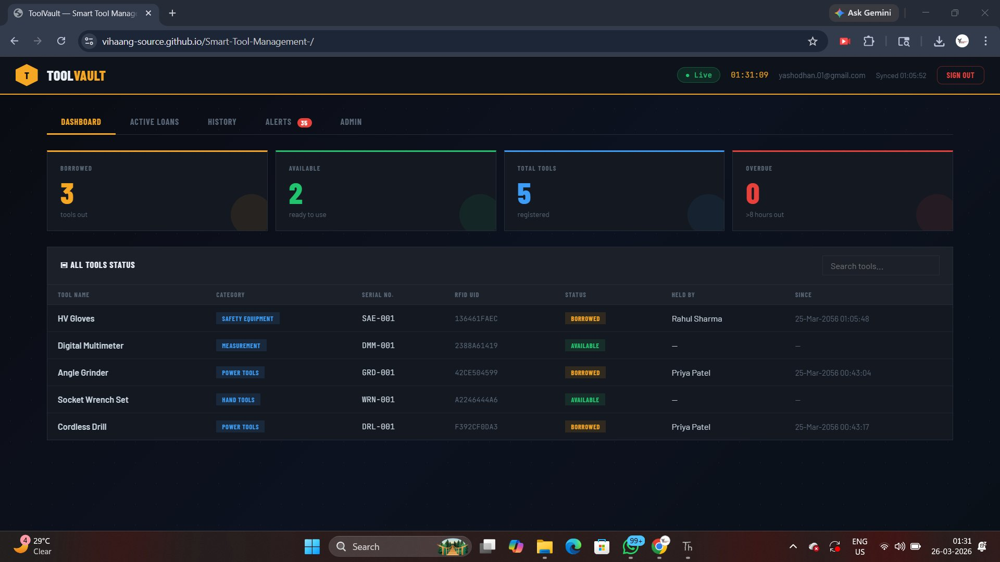 ToolVault — Smart Tool Manag
Ask Gemini
vihaang-source.github.io/Smart-Tool-Management-/
T
TOOLVAULT
● Live
01:31:09
yashodhan.01@gmail.com
Synced 01:05:52
SIGN OUT
DASHBOARD
ACTIVE LOANS
HISTORY
ALERTS 35
ADMIN
BORROWED
3
tools out
AVAILABLE
2
ready to use
TOTAL TOOLS
5
registered
OVERDUE
0
>8 hours out
ALL TOOLS STATUS
Search tools...
TOOL NAME CATEGORY SERIAL NO. RFID UID STATUS HELD BY SINCE
HV Gloves SAFETY EQUIPMENT SAE-001 136461FAEC BORROWED Rahul Sharma 25-Mar-2056 01:05:48
Digital Multimeter MEASUREMENT DMM-001 2388A61419 AVAILABLE — —
Angle Grinder POWER TOOLS GRD-001 42CE504599 BORROWED Priya Patel 25-Mar-2056 00:43:04
Socket Wrench Set HAND TOOLS WRN-001 A2246444A6 AVAILABLE — —
Cordless Drill POWER TOOLS DRL-001 F392CF0DA3 BORROWED Priya Patel 25-Mar-2056 00:43:17
4
29°C
Clear
Search
99+
Th
ENG
US
01:31
26-03-2026